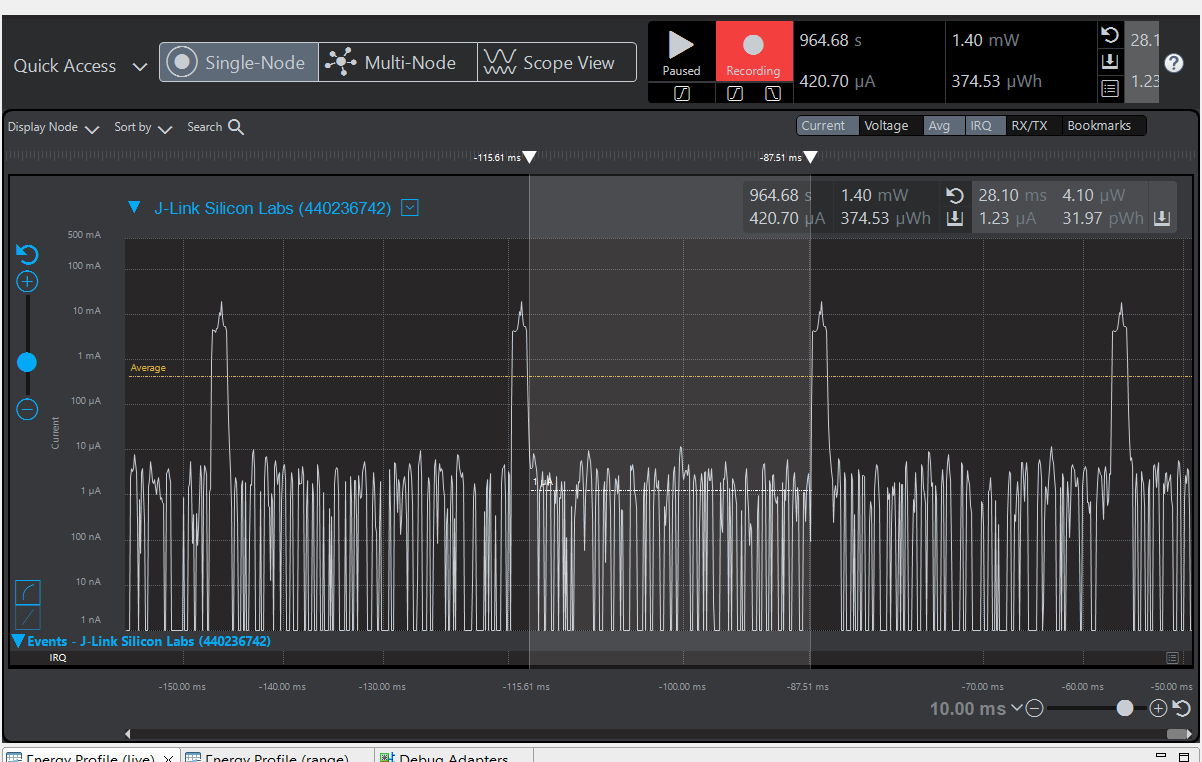 Quick Access
Single-Node
Multi-Node
Scope View
Paused
Recording
964.68 s
420.70 µA
1.40 mW
374.53 µWh
28.1
1.23
?
Display Node
Sort by
Search
Current
Voltage
Avg
IRQ
RX/TX
Bookmarks
-115.61 ms
-87.51 ms
J-Link Silicon Labs (440236742)
964.68 s 1.40 mW 28.10 ms 4.10 µW
420.70 µA 374.53 µWh 1.23 µA 31.97 pWh
500 mA
100 mA
10 mA
1 mA
Average
100 µA
Current
10 µA
1 µA
1 µA
100 nA
10 nA
1 nA
Events - J-Link Silicon Labs (440236742)
IRQ
-150.00 ms -140.00 ms -130.00 ms -115.61 ms -100.00 ms -87.51 ms -70.00 ms -60.00 ms -50.00 ms
10.00 ms
Energy Profile (live) Energy Profile (range) Debug Adapters